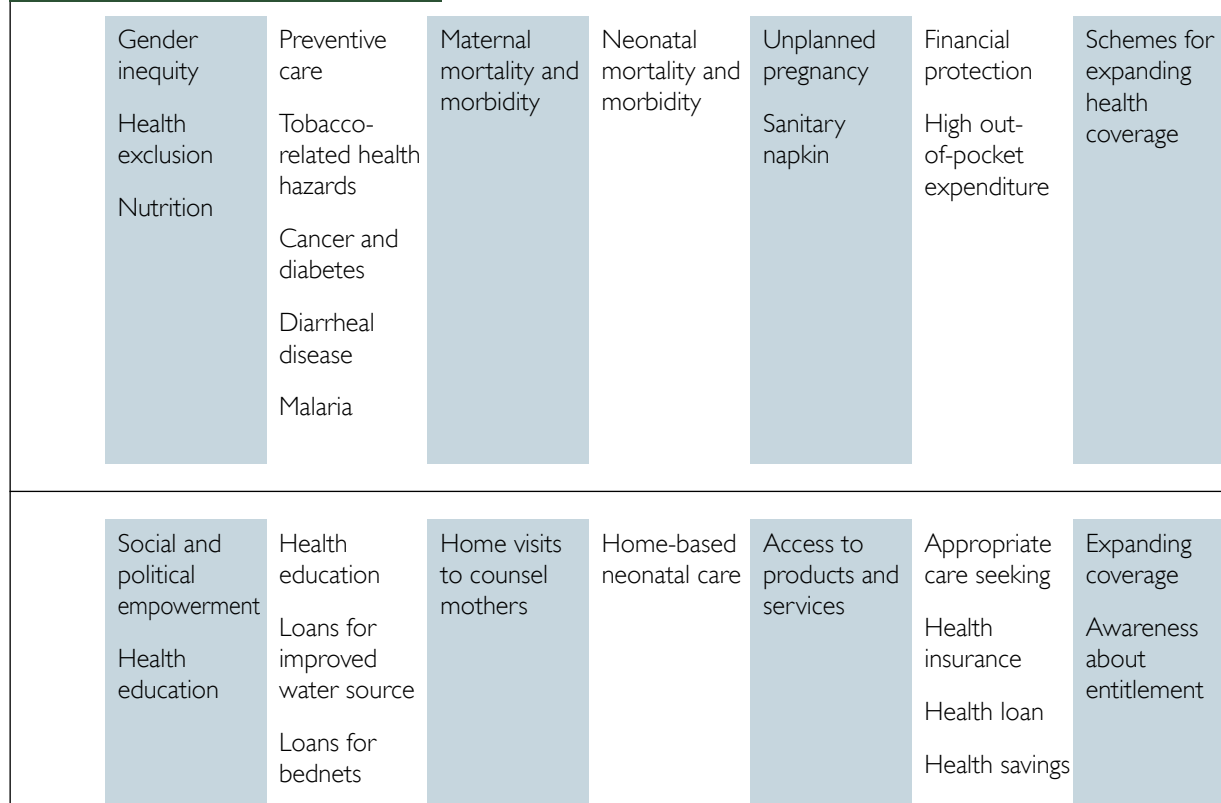 Gender
inequity
Health
exclusion
Nutrition
Preventive
care
Tobacco-
related health
hazards
Cancer and
diabetes
Diarrheal
disease
Malaria
Maternal
mortality and
morbidity
Neonatal
mortality and
morbidity
Unplanned
pregnancy
Sanitary
napkin
Financial
protection
High out-
of-pocket
expenditure
Schemes for
expanding
health
coverage
Social and
political
empowerment
Health
education
Health
education
Loans for
improved
water source
Loans for
bednets
Home visits
to counsel
mothers
Home-based
neonatal care
Access to
products and
services
Appropriate
care seeking
Health
insurance
Health loan
Health savings
Expanding
coverage
Awareness
about
entitlement